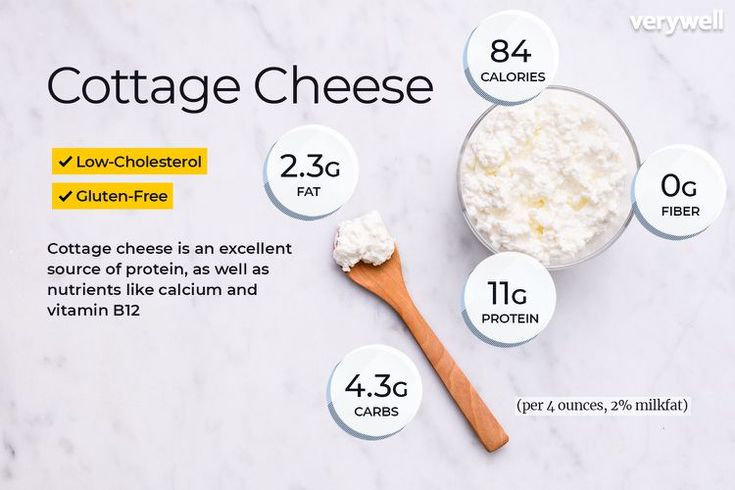 verywell
Cottage Cheese
84
CALORIES
Low-Cholesterol
2.3G
FAT
Gluten-Free
0G
FIBER
Cottage cheese is an excellent
source of protein, as well as
nutrients like calcium and
vitamin B12
11G
PROTEIN
4.3G
CARBS
(per 4 ounces, 2% milkfat)